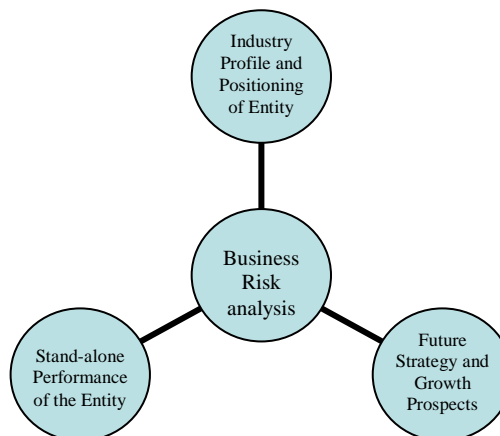 Industry
Profile and
Positioning
of Entity
Business
Risk
analysis
Stand-alone
Performance
of the Entity
Future
Strategy and
Growth
Prospects